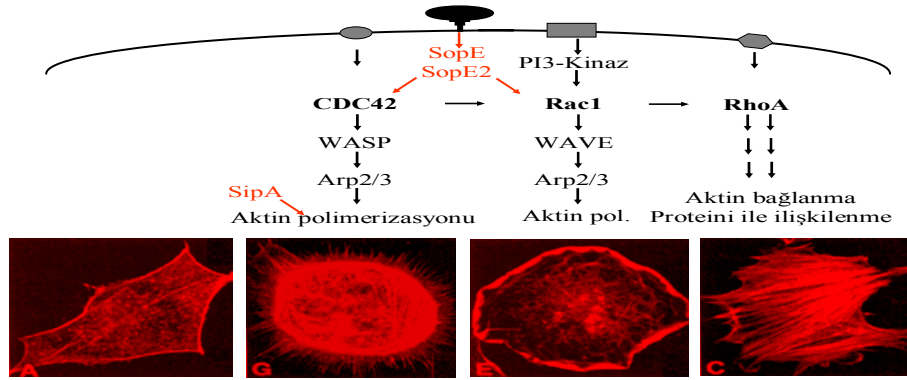 SopE
SopE2
PI3-Kinaz
CDC42
Rac1
RhoA
WASP
WAVE
Arp2/3
Arp2/3
SipA
Aktin polimerizasyonu
Aktin pol.
Aktin bağlanma
Proteini ile ilişkilenme
A
G
E
C